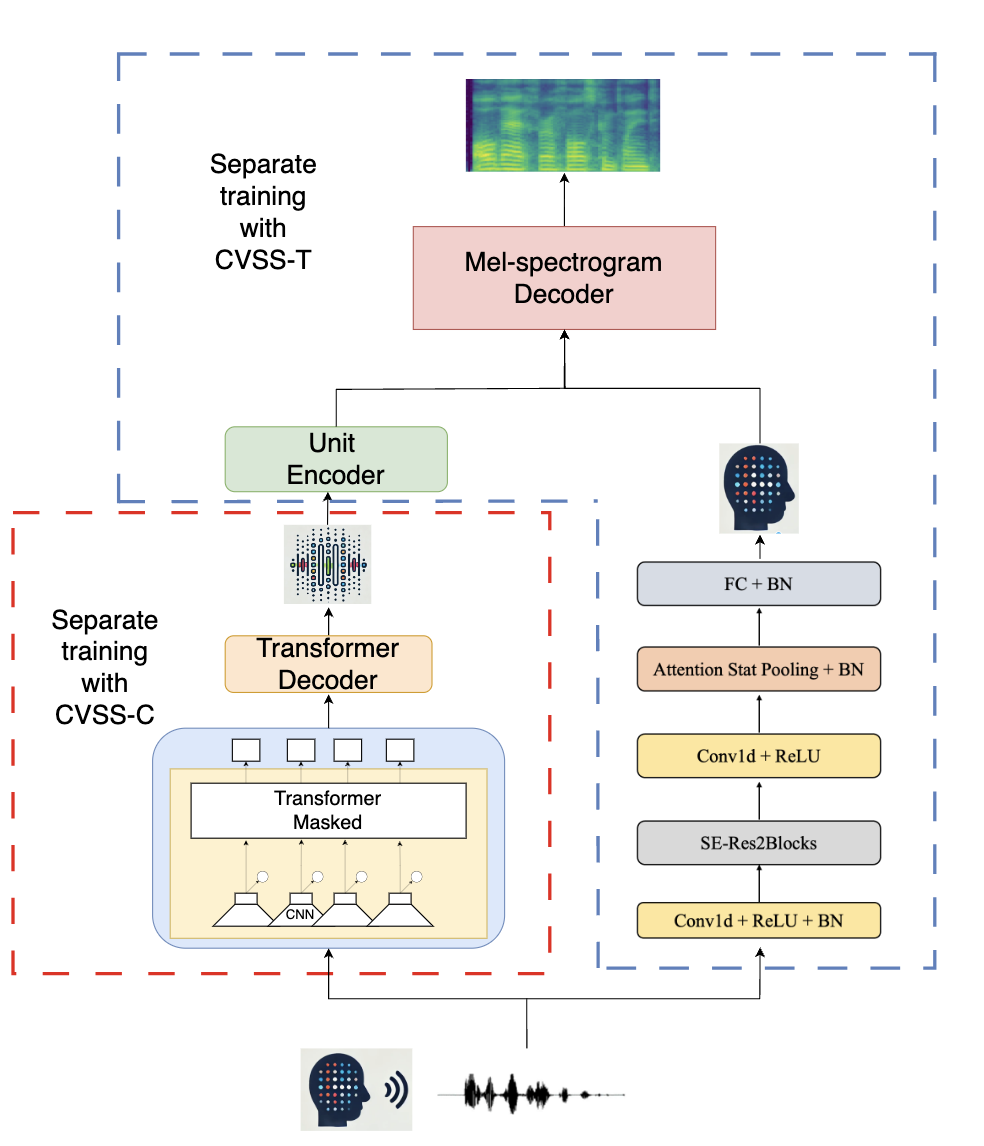 Separate
training
with
CVSS-T
Mel-spectrogram
Decoder
Unit
Encoder
Separate
training
with
CVSS-C
Transformer
Decoder
Transformer
Masked
CNN
FC + BN
Attention Stat Pooling + BN
Conv1d + ReLU
SE-Res2Blocks
Conv1d + ReLU + BN